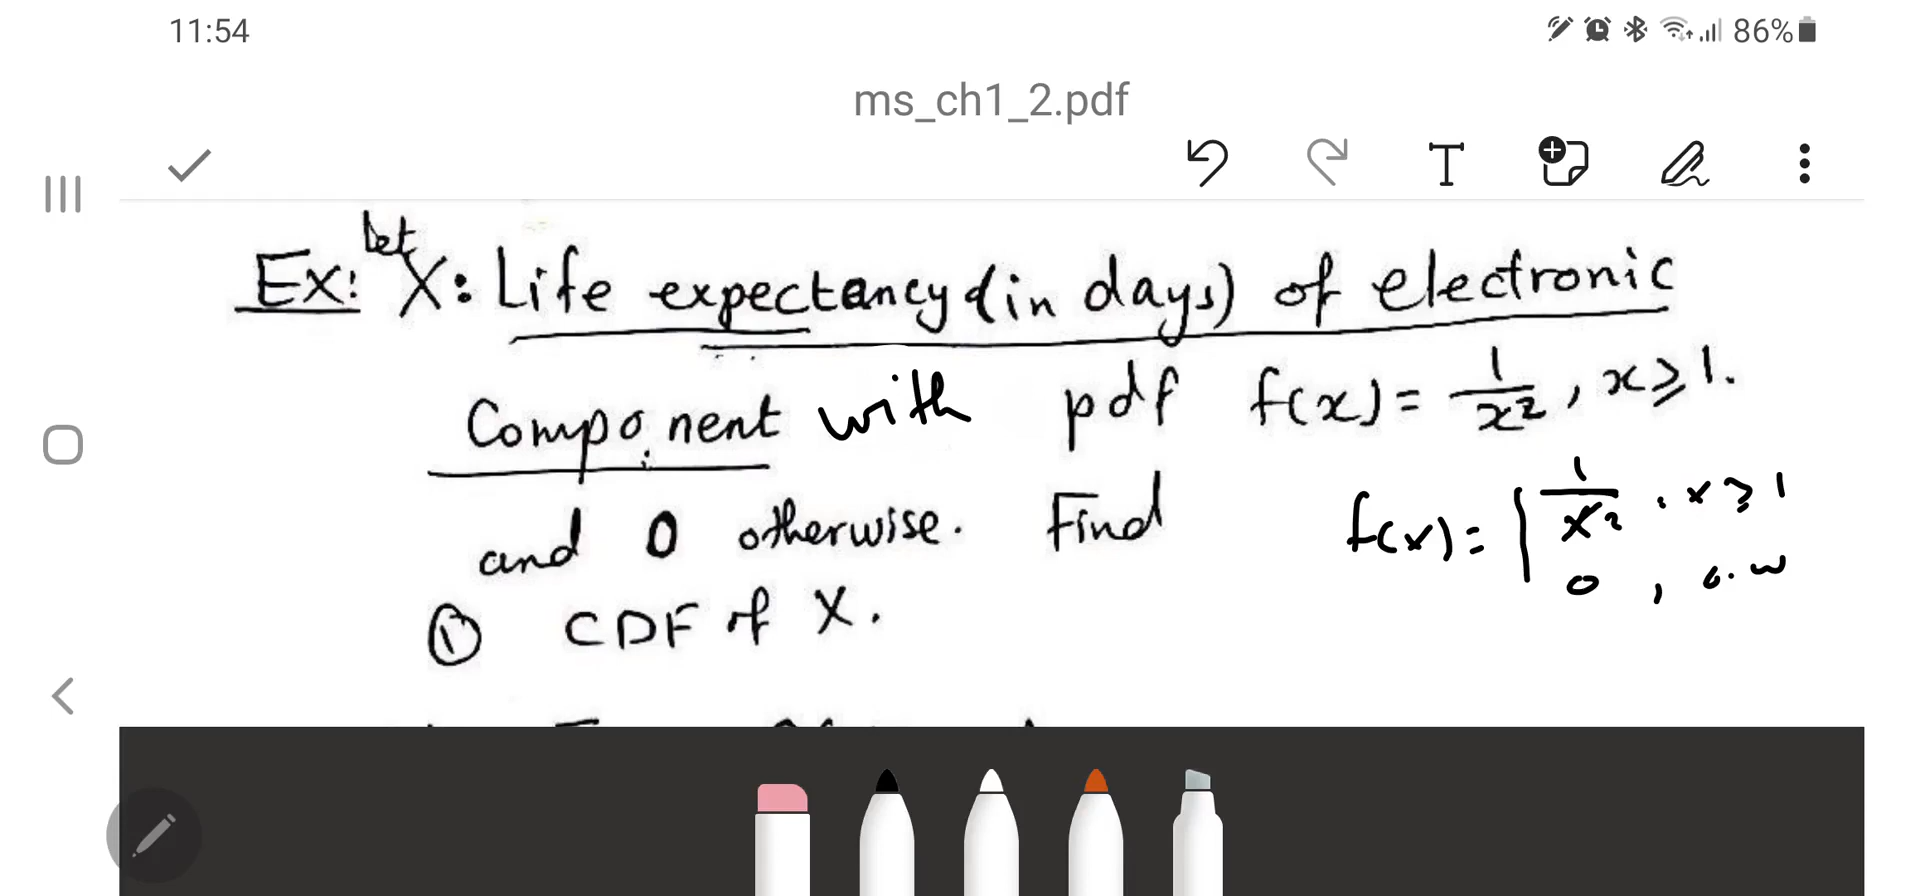 11:54
86%
ms_ch1_2.pdf
T
Ex: let X: Life expectancy (in days) of electronic
Component with pdf f(x) = 1/x², x ≥ 1.
and 0 otherwise. Find
f(x) = { 1/x² , x ≥ 1
0 , o.w
① CDF of X.